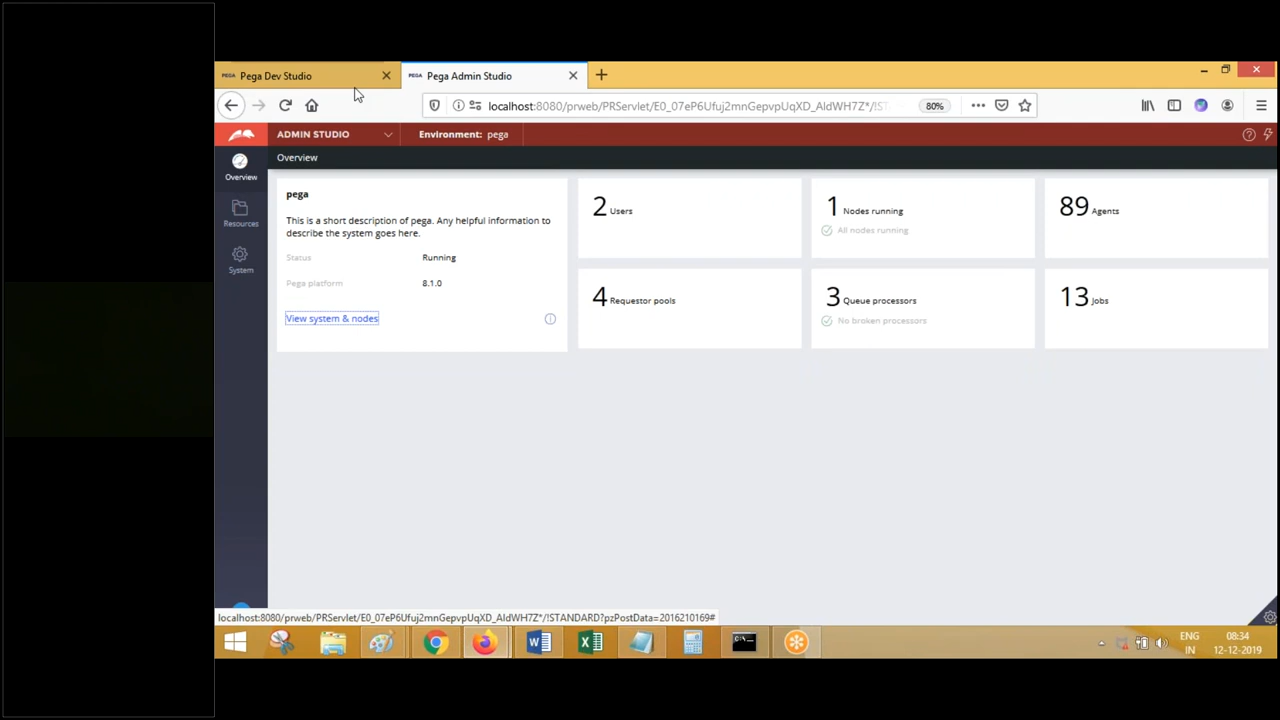 PEGA Pega Dev Studio
PEGA Pega Admin Studio
localhost:8080/prweb/PRServlet/E0_07eP6Ufuj2mnGepvpUqXD_AldWH7Z*/!ST
80%
ADMIN STUDIO
Environment: pega
Overview
Overview
Resources
System
pega
This is a short description of pega. Any helpful information to
describe the system goes here.
Status Running
Pega platform 8.1.0
View system & nodes
2 Users
1 Nodes running
All nodes running
89 Agents
4 Requestor pools
3 Queue processors
No broken processors
13 Jobs
localhost:8080/prweb/PRServlet/E0_07eP6Ufuj2mnGepvpUqXD_AldWH7Z*/!STANDARD?pzPostData=2016210169#
ENG
IN
08:34
12-12-2019